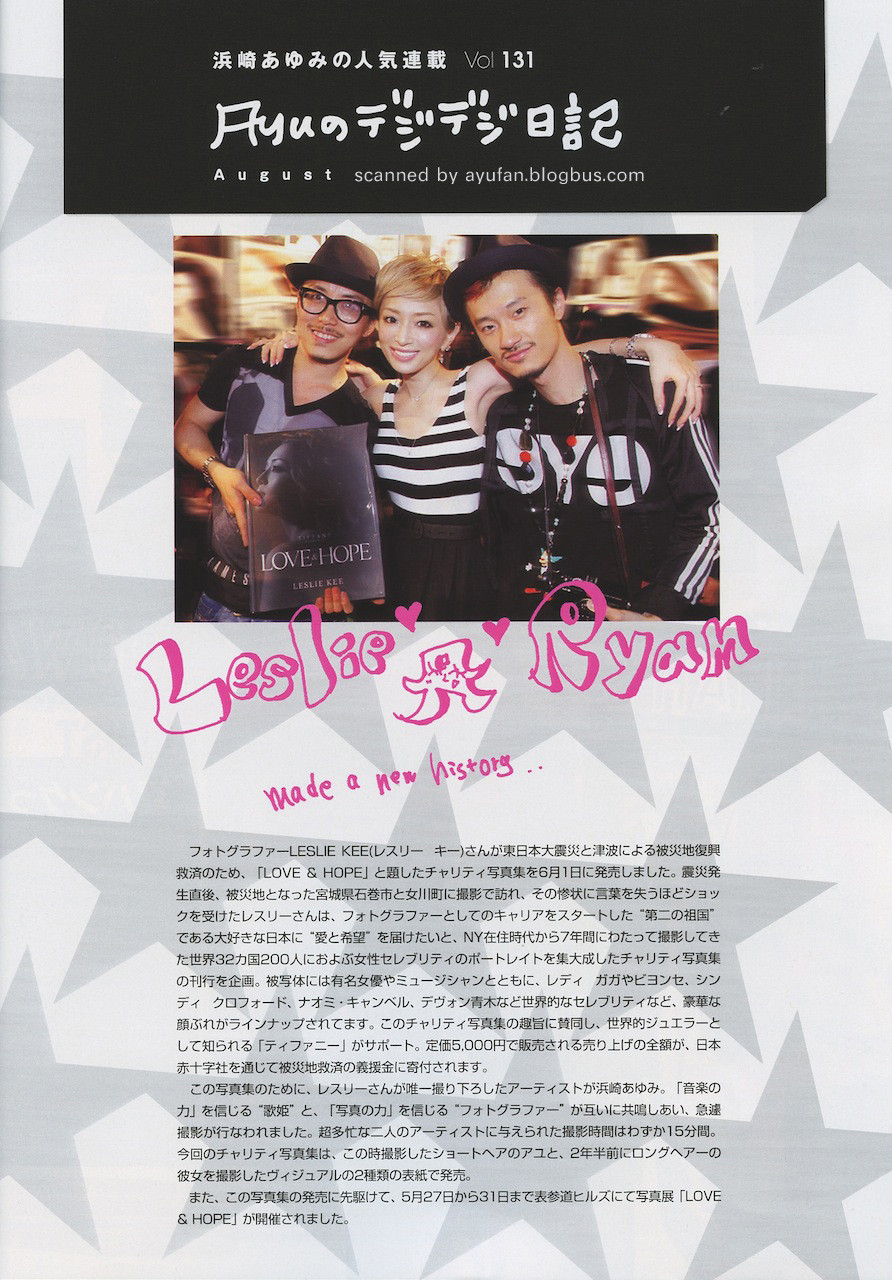 浜崎あゆみの人気連載 Vol 131
Ayuのデジデジ日記
August scanned by ayufan.blogbus.com
LOVE & HOPE
LESLIE KEE
Leslie Ryan
made a new history..
フォトグラファーLESLIE KEE(レスリー キー)さんが東日本大震災と津波による被災地復興
救済のため、「LOVE & HOPE」と題したチャリティ写真集を6月1日に発売しました。震災発
生直後、被災地となった宮城県石巻市と女川町に撮影で訪れ、その惨状に言葉を失うほどショッ
クを受けたレスリーさんは、フォトグラファーとしてのキャリアをスタートした“第二の祖国”
である大好きな日本に“愛と希望”を届けたいと、NY在住時代から7年間にわたって撮影してき
た世界32カ国200人におよぶ女性セレブリティのポートレイトを集大成したチャリティ写真集
の刊行を企画。被写体には有名女優やミュージシャンとともに、レディ ガガやビヨンセ、シン
ディ クロフォード、ナオミ・キャンベル、デヴォン青木など世界的なセレブリティなど、豪華な
顔ぶれがラインナップされてます。このチャリティ写真集の趣旨に賛同し、世界的ジュエラーと
して知られる「ティファニー」がサポート。定価5,000円で販売される売り上げの全額が、日本
赤十字社を通じて被災地救済の義援金に寄付されます。
この写真集のために、レスリーさんが唯一撮り下ろしたアーティストが浜崎あゆみ。「音楽の
力」を信じる“歌姫”と、「写真の力」を信じる“フォトグラファー”が互いに共鳴しあい、急遽
撮影が行なわれました。超多忙な二人のアーティストに与えられた撮影時間はわずか15分間。
今回のチャリティ写真集は、この時撮影したショートヘアのアユと、2年半前にロングヘアーの
彼女を撮影したヴィジュアルの2種類の表紙で発売。
また、この写真集の発売に先駆けて、5月27日から31日まで表参道ヒルズにて写真展「LOVE
& HOPE」が開催されました。